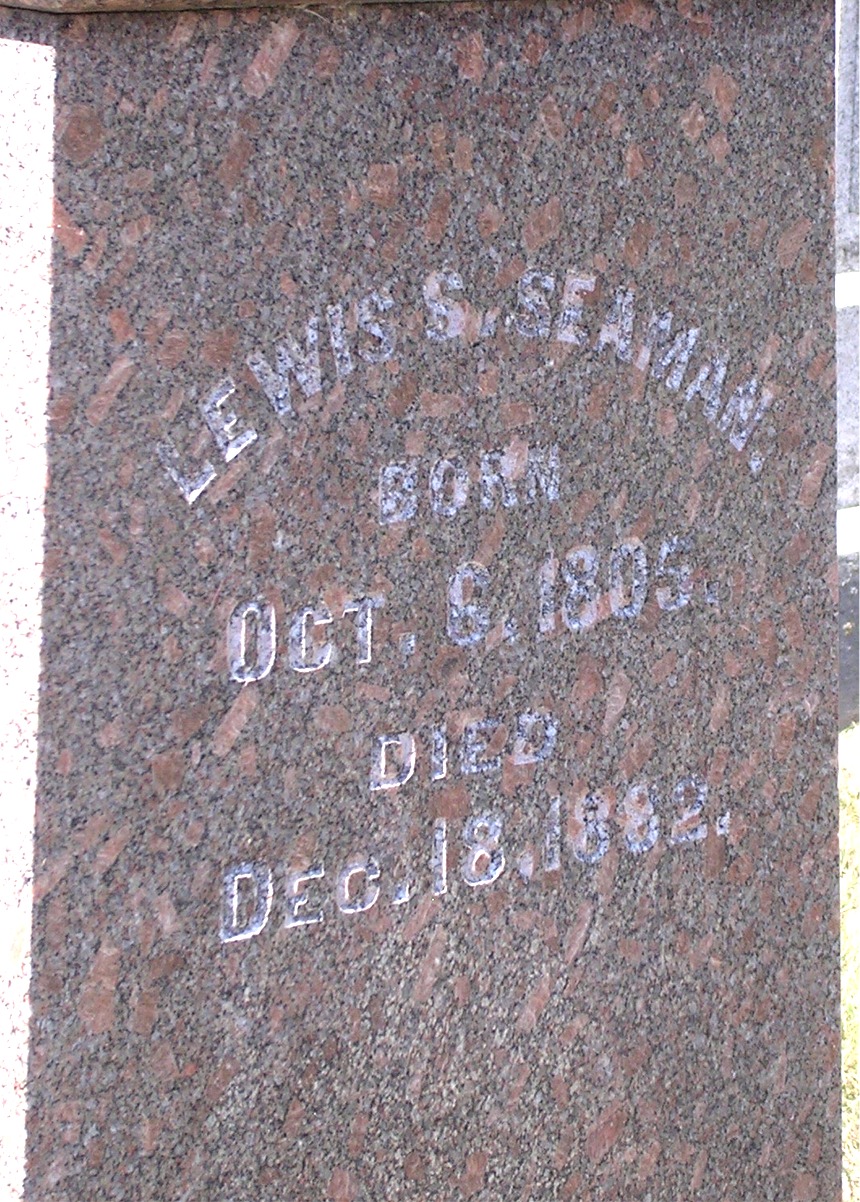 LEWIS S. SEAMAN.
BORN
OCT. 6. 1805.
DIED
DEC. 18. 1882.